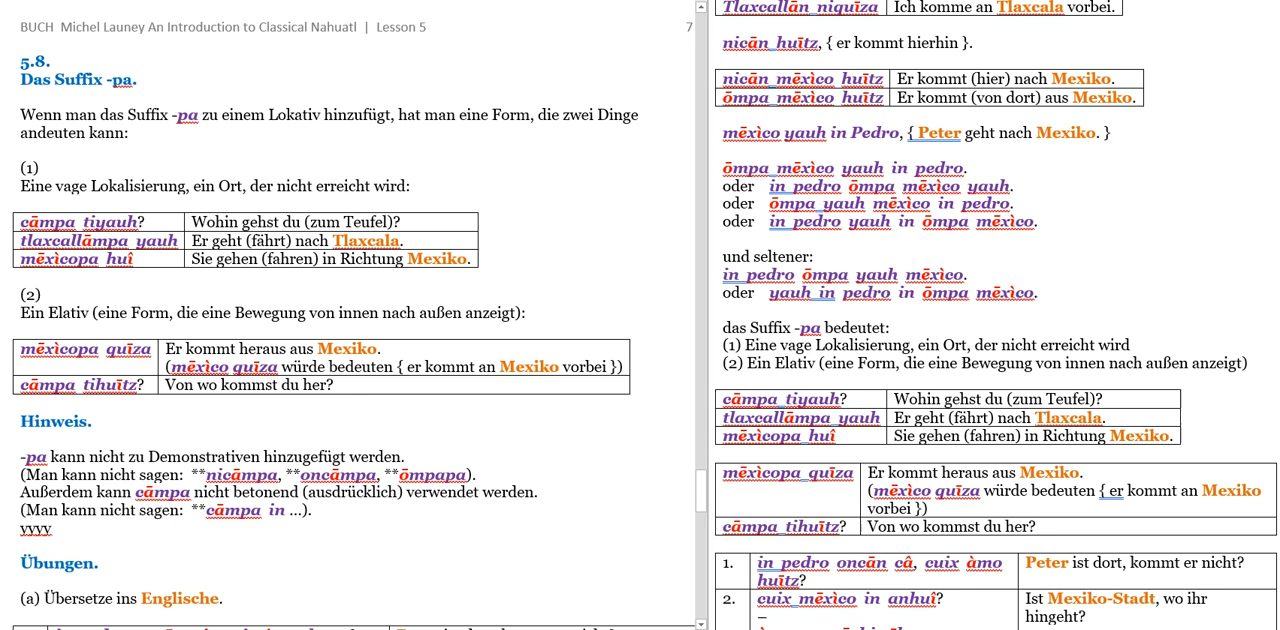 BUCH Michel Launey An Introduction to Classical Nahuatl | Lesson 5 7
5.8.
Das Suffix -pa.
Wenn man das Suffix -pa zu einem Lokativ hinzufügt, hat man eine Form, die zwei Dinge
andeuten kann:
(1)
Eine vage Lokalisierung, ein Ort, der nicht erreicht wird:
cāmpa tiyauh? Wohin gehst du (zum Teufel)?
tlaxcallāmpa yauh Er geht (fährt) nach Tlaxcala.
mēxìcopa huî Sie gehen (fahren) in Richtung Mexiko.
(2)
Ein Elativ (eine Form, die eine Bewegung von innen nach außen anzeigt):
mēxìcopa quīza Er kommt heraus aus Mexiko.
(mēxìco quīza würde bedeuten { er kommt an Mexiko vorbei })
cāmpa tihuītz? Von wo kommst du her?
Hinweis.
-pa kann nicht zu Demonstrativen hinzugefügt werden.
(Man kann nicht sagen: **nicāmpa, **oncāmpa, **ōmpapa).
Außerdem kann cāmpa nicht betonend (ausdrücklich) verwendet werden.
(Man kann nicht sagen: **cāmpa in ...).
yyyy
Übungen.
(a) Übersetze ins Englische.
Tlaxcallān niquīza Ich komme an Tlaxcala vorbei.
nicān huītz, { er kommt hierhin }.
nicān mēxìco huītz Er kommt (hier) nach Mexiko.
ōmpa mēxìco huītz Er kommt (von dort) aus Mexiko.
mēxìco yauh in Pedro, { Peter geht nach Mexiko. }
ōmpa mēxìco yauh in pedro.
oder in pedro ōmpa mēxìco yauh.
oder ōmpa yauh mēxìco in pedro.
oder in pedro yauh in ōmpa mēxìco.
und seltener:
in pedro ōmpa yauh mēxìco.
oder yauh in pedro in ōmpa mēxìco.
das Suffix -pa bedeutet:
(1) Eine vage Lokalisierung, ein Ort, der nicht erreicht wird
(2) Ein Elativ (eine Form, die eine Bewegung von innen nach außen anzeigt)
cāmpa tiyauh? Wohin gehst du (zum Teufel)?
tlaxcallāmpa yauh Er geht (fährt) nach Tlaxcala.
mēxìcopa huî Sie gehen (fahren) in Richtung Mexiko.
mēxìcopa quīza Er kommt heraus aus Mexiko.
(mēxìco quīza würde bedeuten { er kommt an Mexiko
vorbei })
cāmpa tihuītz? Von wo kommst du her?
1. in pedro oncān câ, cuix àmo Peter ist dort, kommt er nicht?
huītz?
2. cuix mēxìco in anhuî? Ist Mexiko-Stadt, wo ihr
– hingeht?